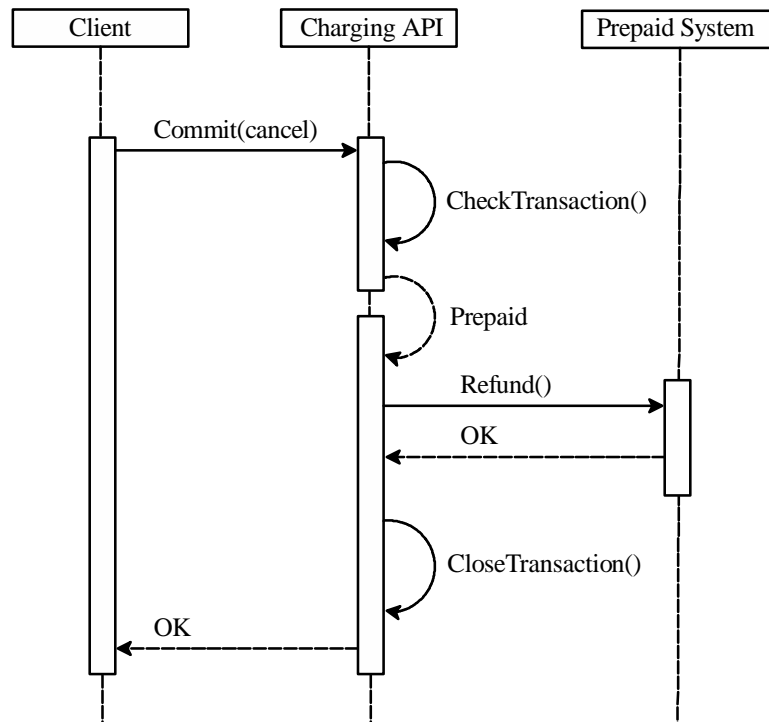 Client
Charging API
Prepaid System
Commit(cancel)
CheckTransaction()
Prepaid
Refund()
OK
CloseTransaction()
OK